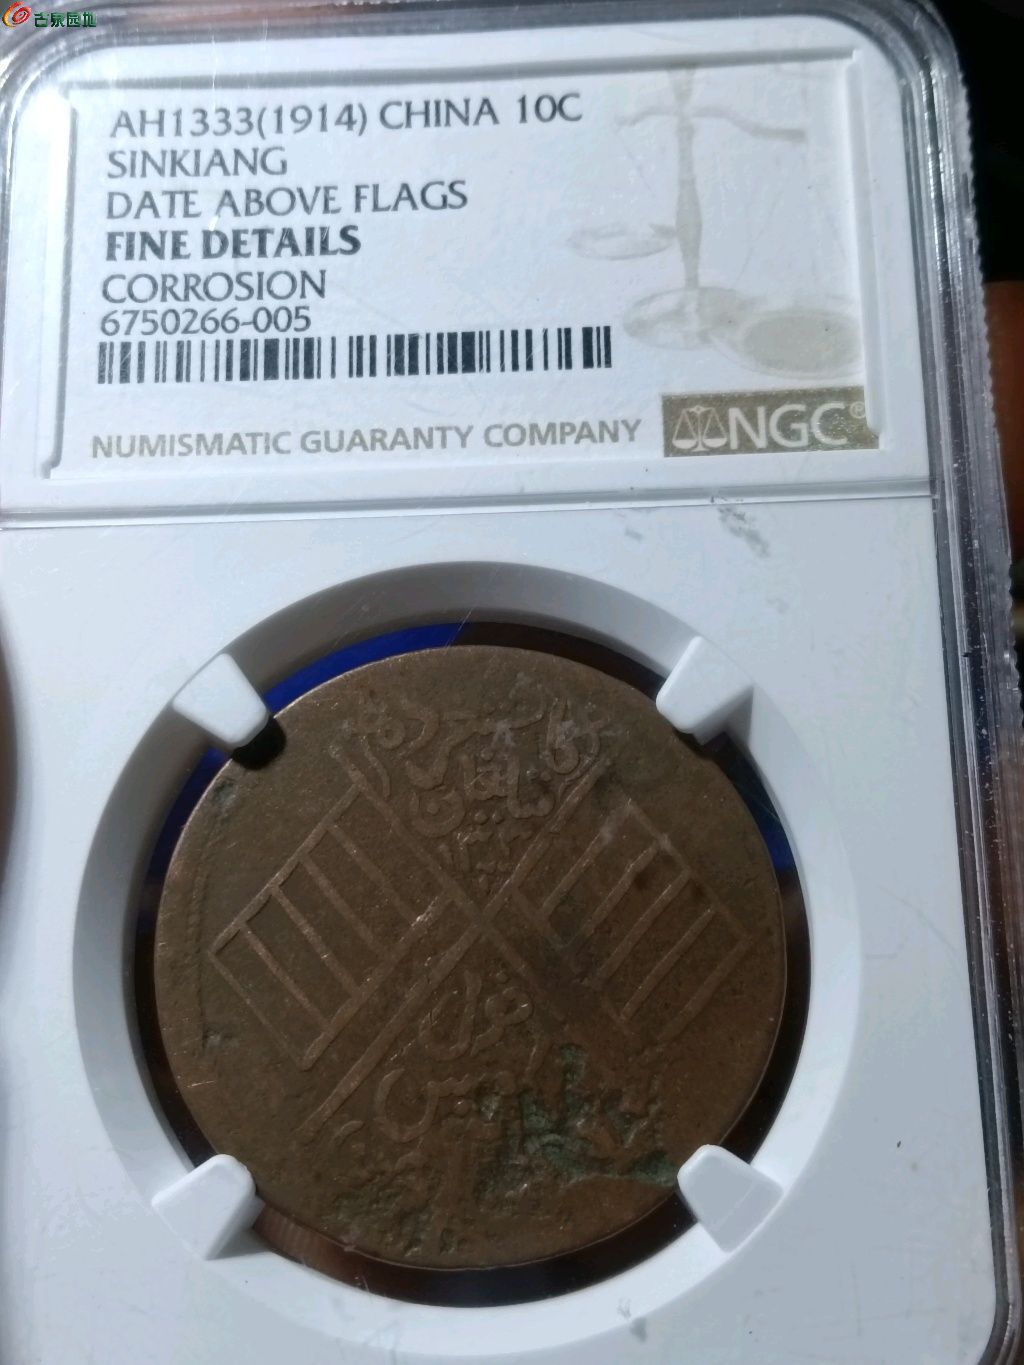 古泉园地
AH1333(1914) CHINA 10C
SINKIANG
DATE ABOVE FLAGS
FINE DETAILS
CORROSION
6750266-005
NUMISMATIC GUARANTY COMPANY
NGC®
۱۳۳۳